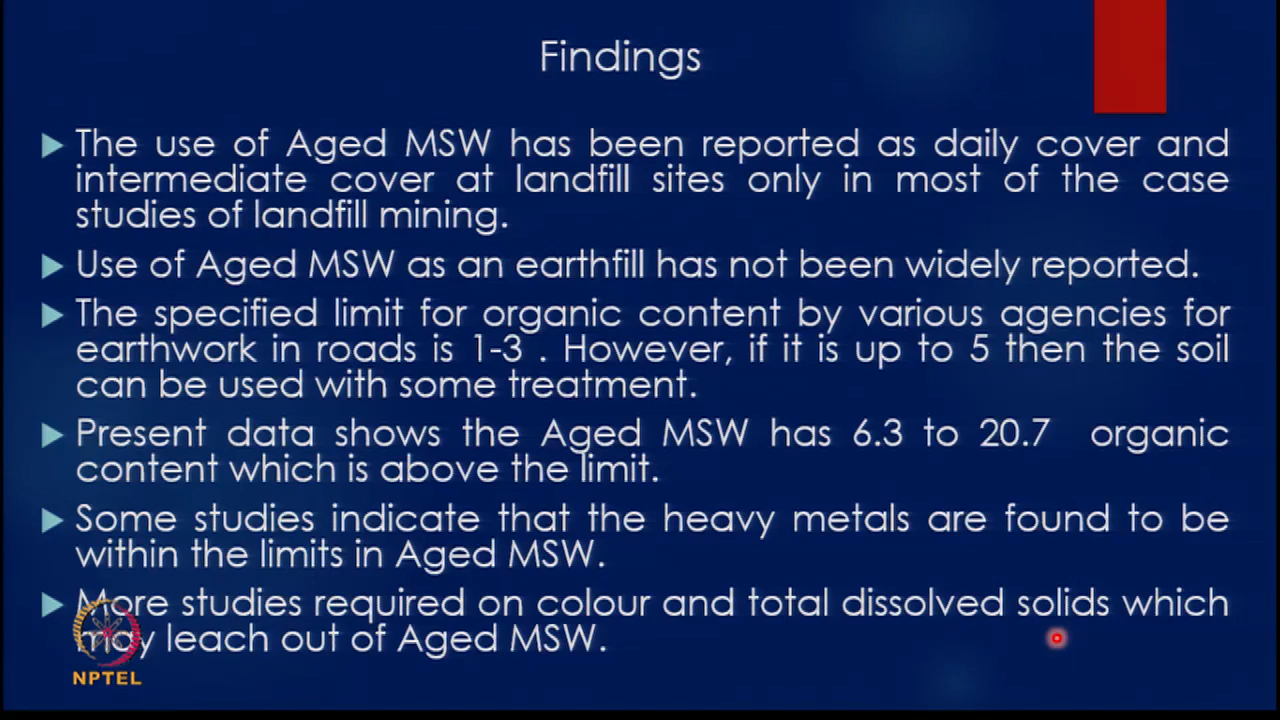 Findings
The use of Aged MSW has been reported as daily cover and
intermediate cover at landfill sites only in most of the case
studies of landfill mining.
Use of Aged MSW as an earthfill has not been widely reported.
The specified limit for organic content by various agencies for
earthwork in roads is 1-3 . However, if it is up to 5 then the soil
can be used with some treatment.
Present data shows the Aged MSW has 6.3 to 20.7 organic
content which is above the limit.
Some studies indicate that the heavy metals are found to be
within the limits in Aged MSW.
More studies required on colour and total dissolved solids which
may leach out of Aged MSW.
NPTEL